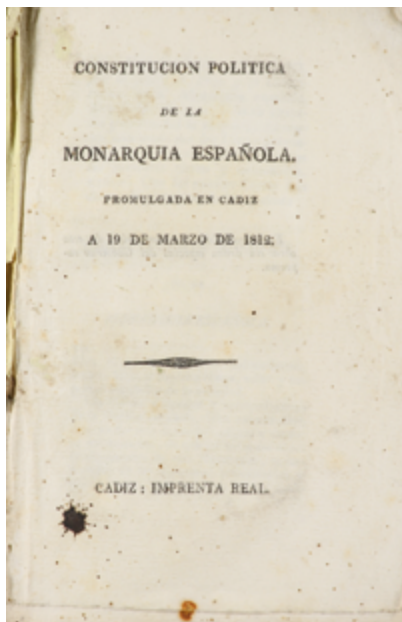 CONSTITUCION POLITICA
DE LA
MONARQUIA ESPAÑOLA.
PROMULGADA EN CADIZ
A 19 DE MARZO DE 1812.
CADIZ: IMPRENTA REAL.